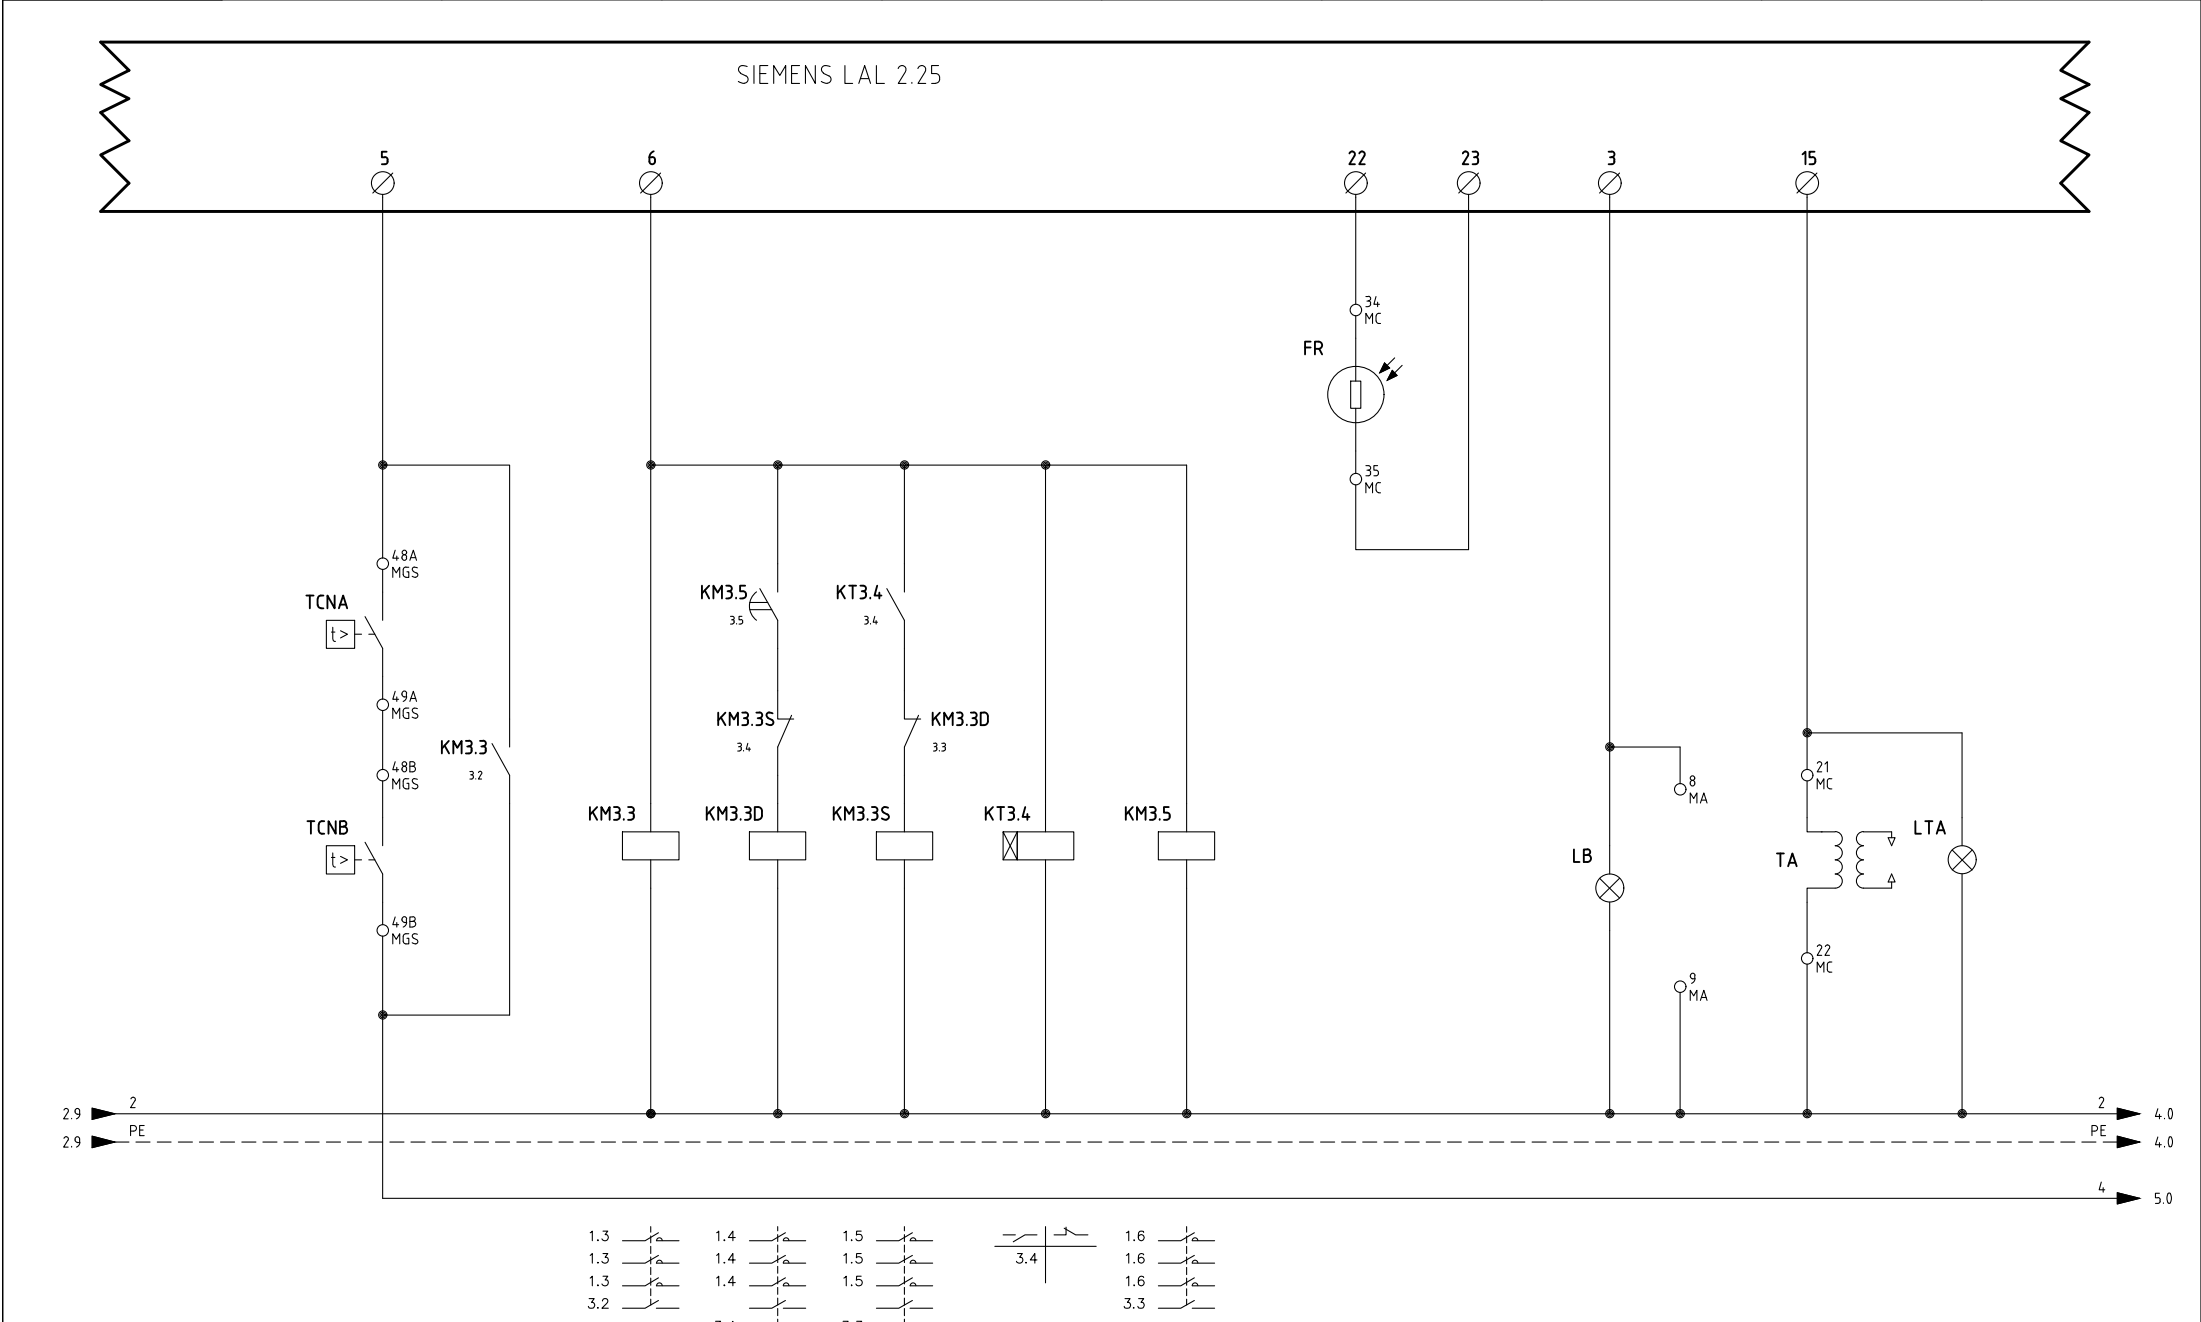 SIEMENS LAL 2.25
5
6
22
23
3
15
34
MC
FR
35
MC
48A
MGS
TCNA
t>
49A
MGS
48B
MGS
KM3.3
3.2
TCNB
t>
49B
MGS
KM3.5
3.5
KT3.4
3.4
KM3.3S
3.4
KM3.3D
3.3
KM3.3
KM3.3D
KM3.3S
KT3.4
KM3.5
8
MA
LB
9
MA
21
MC
TA
LTA
22
MC
2.9
2
2
4.0
2.9
PE
PE
4.0
4
5.0
1.3
1.4
1.5
1.6
1.3
1.4
1.5
3.4
1.6
1.3
1.4
1.5
1.6
3.2
3.3